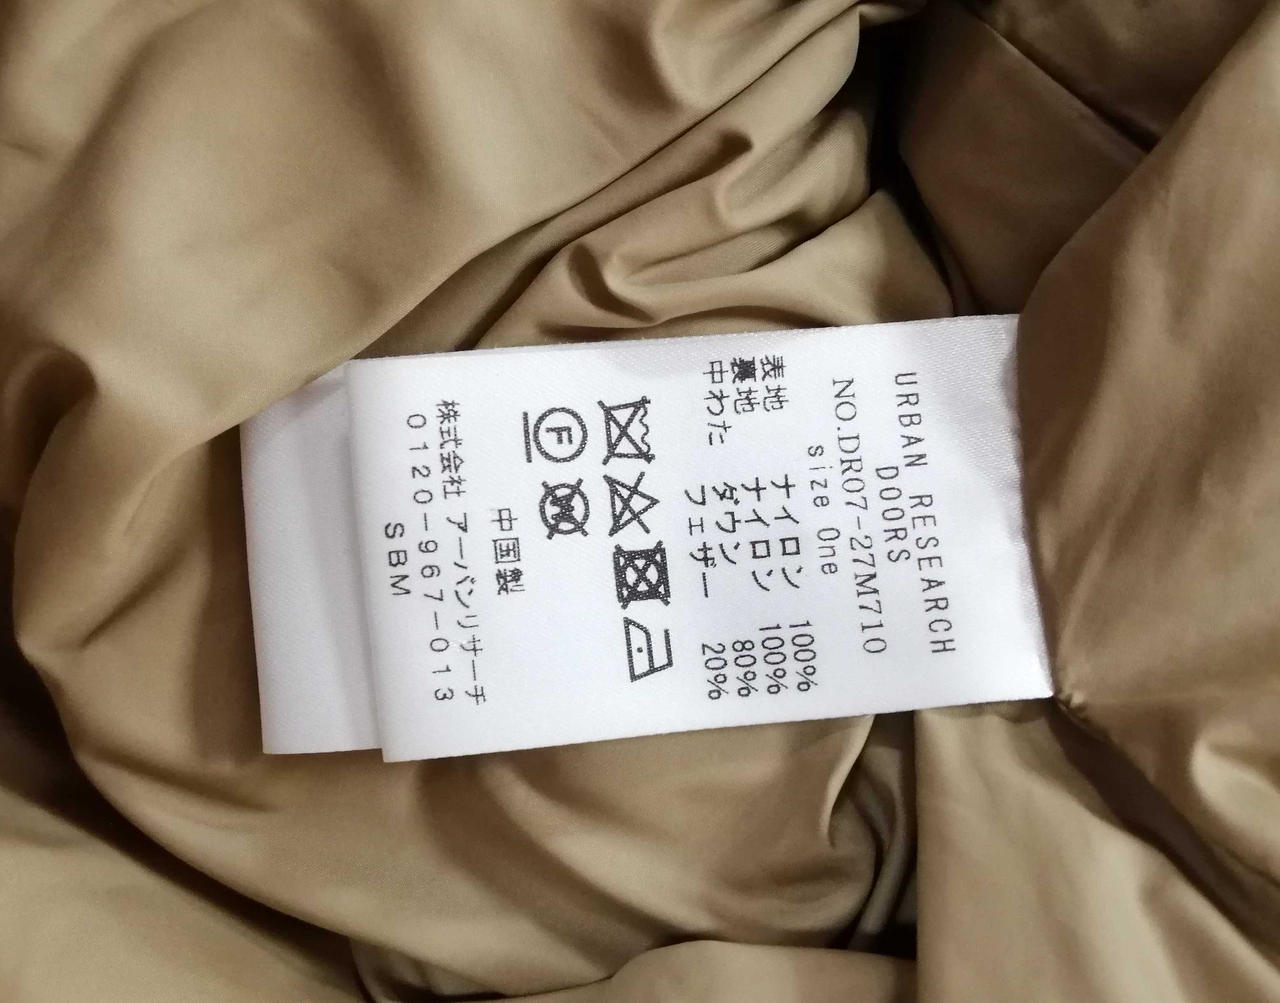 URBAN RESEARCH
DOORS
NO.DR07-27M710
size One
表地 ナイロン 100%
裏地 ナイロン 100%
中わた ダウン 80%
フェザー 20%
F
W
中国製
株式会社 アーバンリサーチ
0120-967-013
SBM